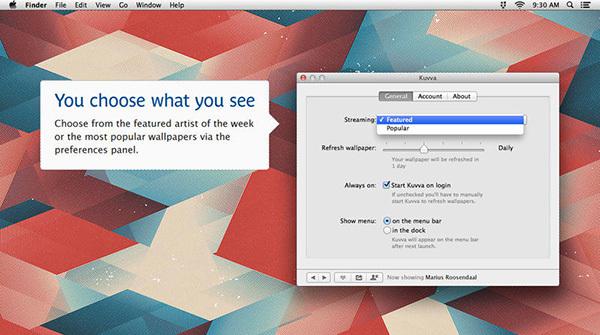 Finder File Edit View Go Window Help 9:30 AM
You choose what you see
Choose from the featured artist of the week
or the most popular wallpapers via the
preferences panel.
Kuvva
General Account About
Streaming: ✓ Featured
Popular
Refresh wallpaper: Daily
Your wallpaper will be refreshed in
1 day
Always on: Start Kuvva on login
If unchecked you'll have to manually
start Kuvva to refresh wallpapers.
Show menu: on the menu bar
in the dock
Kuvva will appear on the menu bar
after next launch.
Now showing Marius Roosendaal